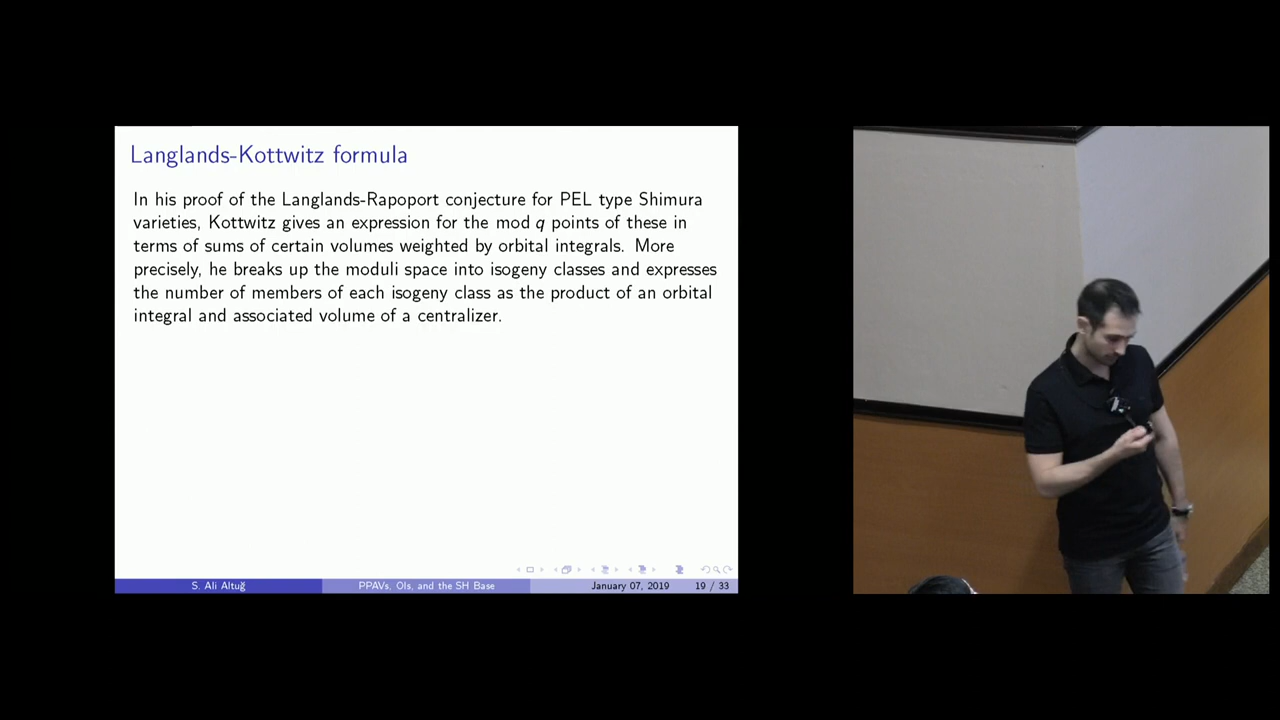 Langlands-Kottwitz formula
In his proof of the Langlands-Rapoport conjecture for PEL type Shimura
varieties, Kottwitz gives an expression for the mod q points of these in
terms of sums of certain volumes weighted by orbital integrals. More
precisely, he breaks up the moduli space into isogeny classes and expresses
the number of members of each isogeny class as the product of an orbital
integral and associated volume of a centralizer.
S. Ali Altuğ PPAVs, OIs, and the SH Base January 07, 2019 19 / 33